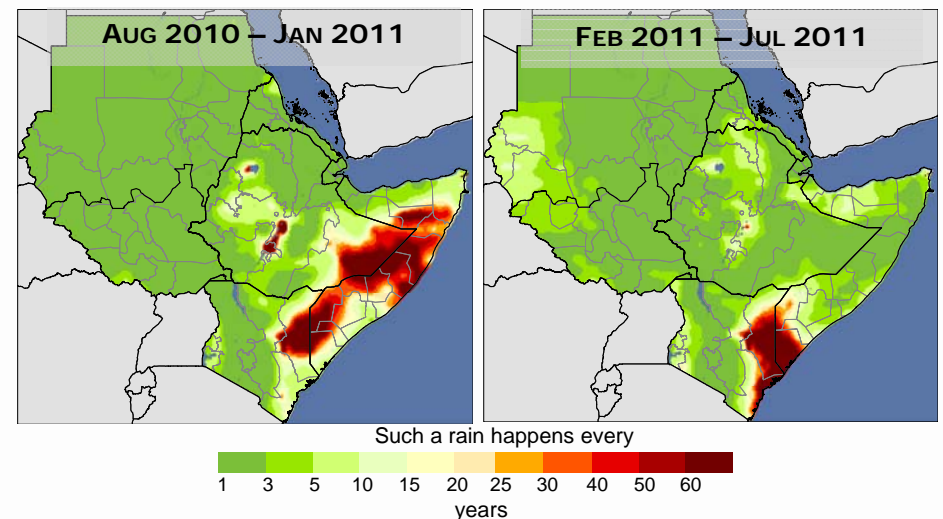 AUG 2010 – JAN 2011
FEB 2011 – JUL 2011
Such a rain happens every
1 3 5 10 15 20 25 30 40 50 60
years